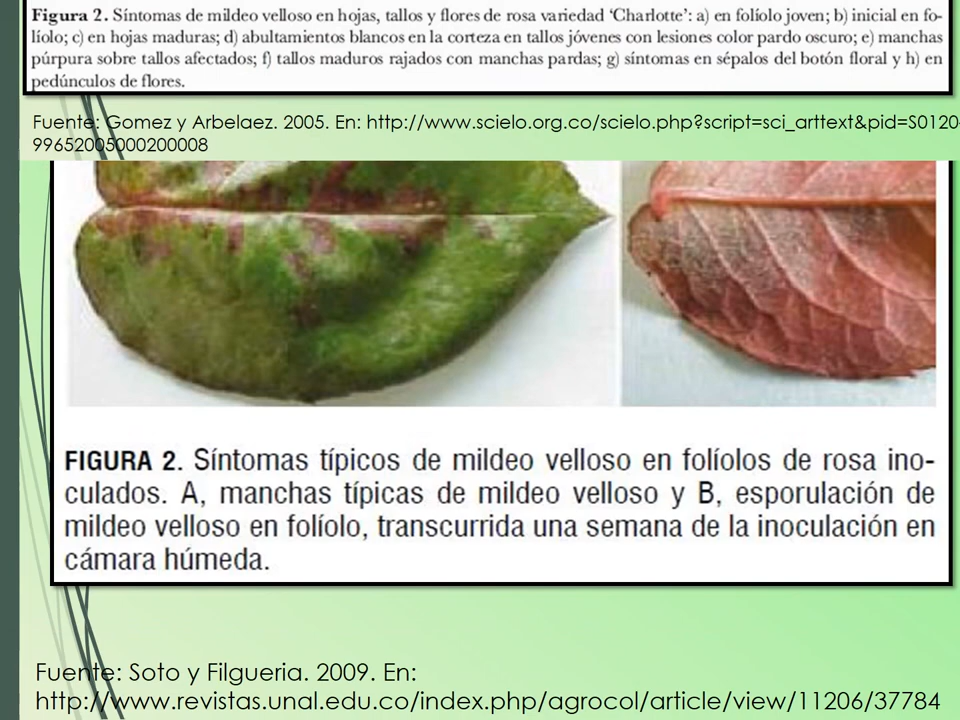 Figura 2. Síntomas de mildeo velloso en hojas, tallos y flores de rosa variedad ‘Charlotte’: a) en folíolo joven; b) inicial en fo-
líolo; c) en hojas maduras; d) abultamientos blancos en la corteza en tallos jóvenes con lesiones color pardo oscuro; e) manchas
púrpura sobre tallos afectados; f) tallos maduros rajados con manchas pardas; g) síntomas en sépalos del botón floral y h) en
pedúnculos de flores.
Fuente: Gomez y Arbelaez. 2005. En: http://www.scielo.org.co/scielo.php?script=sci_arttext&pid=S0120-
99652005000200008
FIGURA 2. Síntomas típicos de mildeo velloso en folíolos de rosa ino-
culados. A, manchas típicas de mildeo velloso y B, esporulación de
mildeo velloso en folíolo, transcurrida una semana de la inoculación en
cámara húmeda.
Fuente: Soto y Filgueria. 2009. En:
http://www.revistas.unal.edu.co/index.php/agrocol/article/view/11206/37784